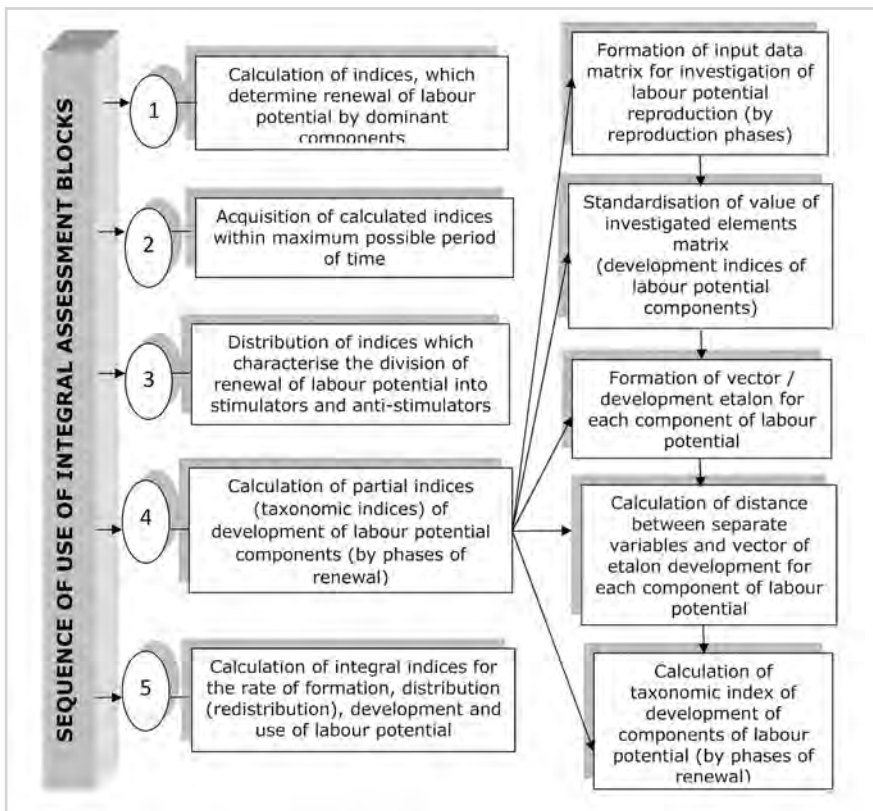 SEQUENCE OF USE OF INTEGRAL ASSESSMENT BLOCKS
1
Calculation of indices, which
determine renewal of labour
potential by dominant
components
2
Acquisition of calculated indices
within maximum possible period
of time
3
Distribution of indices which
characterise the division of
renewal of labour potential into
stimulators and anti-stimulators
4
Calculation of partial indices
(taxonomic indices) of
development of labour potential
components (by phases of
renewal)
5
Calculation of integral indices for
the rate of formation, distribution
(redistribution), development and
use of labour potential
Formation of input data
matrix for investigation of
labour potential
reproduction (by
reproduction phases)
Standardisation of value of
investigated elements
matrix
(development indices of
labour potential
components)
Formation of vector /
development etalon for
each component of labour
potential
Calculation of distance
between separate
variables and vector of
etalon development for
each component of labour
potential
Calculation of
taxonomic index of
development of
components of labour
potential (by phases of
renewal)